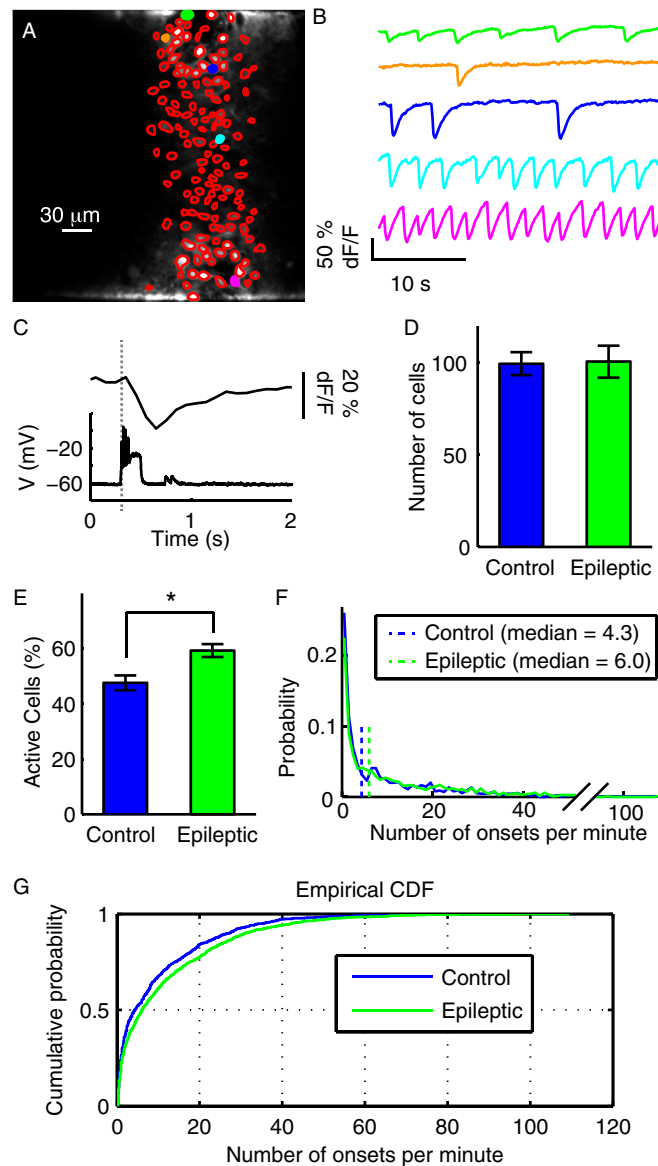 A
30 μm
B
50 %
dF/F
10 s
C
20 %
dF/F
V (mV)
−20
−60
0
1
2
Time (s)
D
Number of cells
100
50
0
Control
Epileptic
E
*
Active Cells (%)
60
40
20
0
Control
Epileptic
F
Control (median = 4.3)
Epileptic (median = 6.0)
Probability
0.2
0.1
0
0
20
40
100
Number of onsets per minute
G
Empirical CDF
Cumulative probability
1
0.5
0
Control
Epileptic
0
20
40
60
80
100
120
Number of onsets per minute